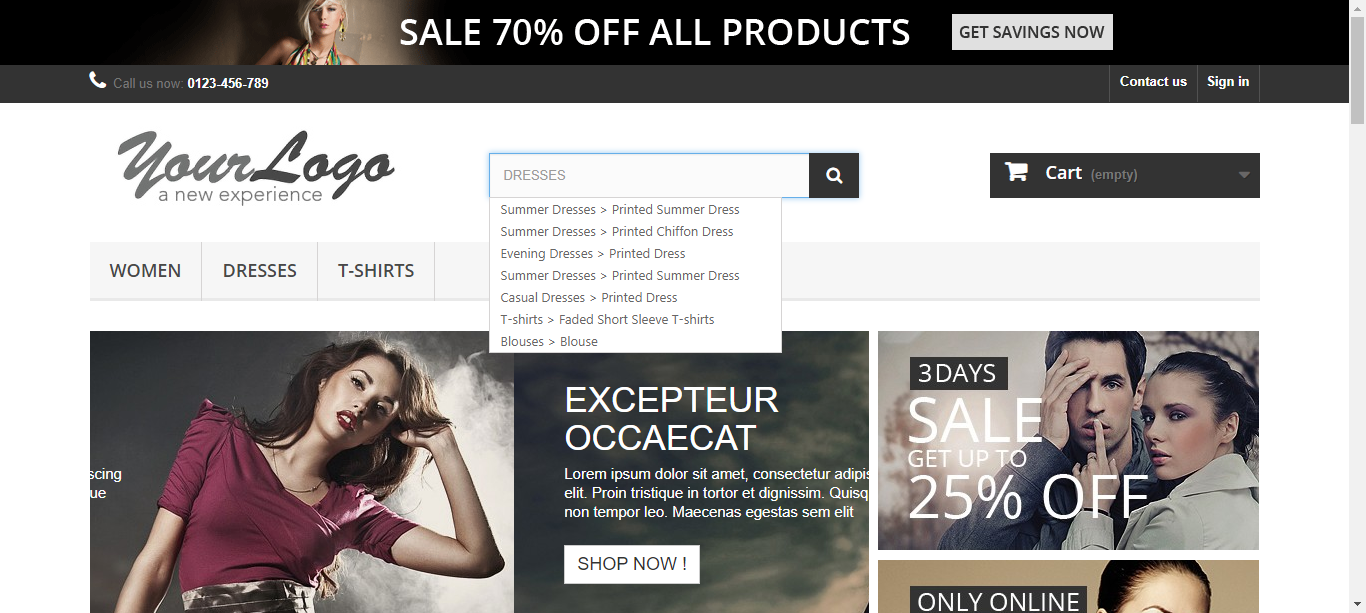 SALE 70% OFF ALL PRODUCTS
GET SAVINGS NOW
Call us now: 0123-456-789
Contact us
Sign in
YourLogo
a new experience
DRESSES
Cart (empty)
Summer Dresses > Printed Summer Dress
Summer Dresses > Printed Chiffon Dress
Evening Dresses > Printed Dress
Summer Dresses > Printed Summer Dress
Casual Dresses > Printed Dress
T-shirts > Faded Short Sleeve T-shirts
Blouses > Blouse
WOMEN
DRESSES
T-SHIRTS
scing
ue
EXCEPTEUR
OCCAECAT
Lorem ipsum dolor sit amet, consectetur adipis
elit. Proin tristique in tortor et dignissim. Quisq
non tempor leo. Maecenas egestas sem elit
SHOP NOW !
3 DAYS
SALE
GET UP TO
25% OFF
ONLY ONLINE